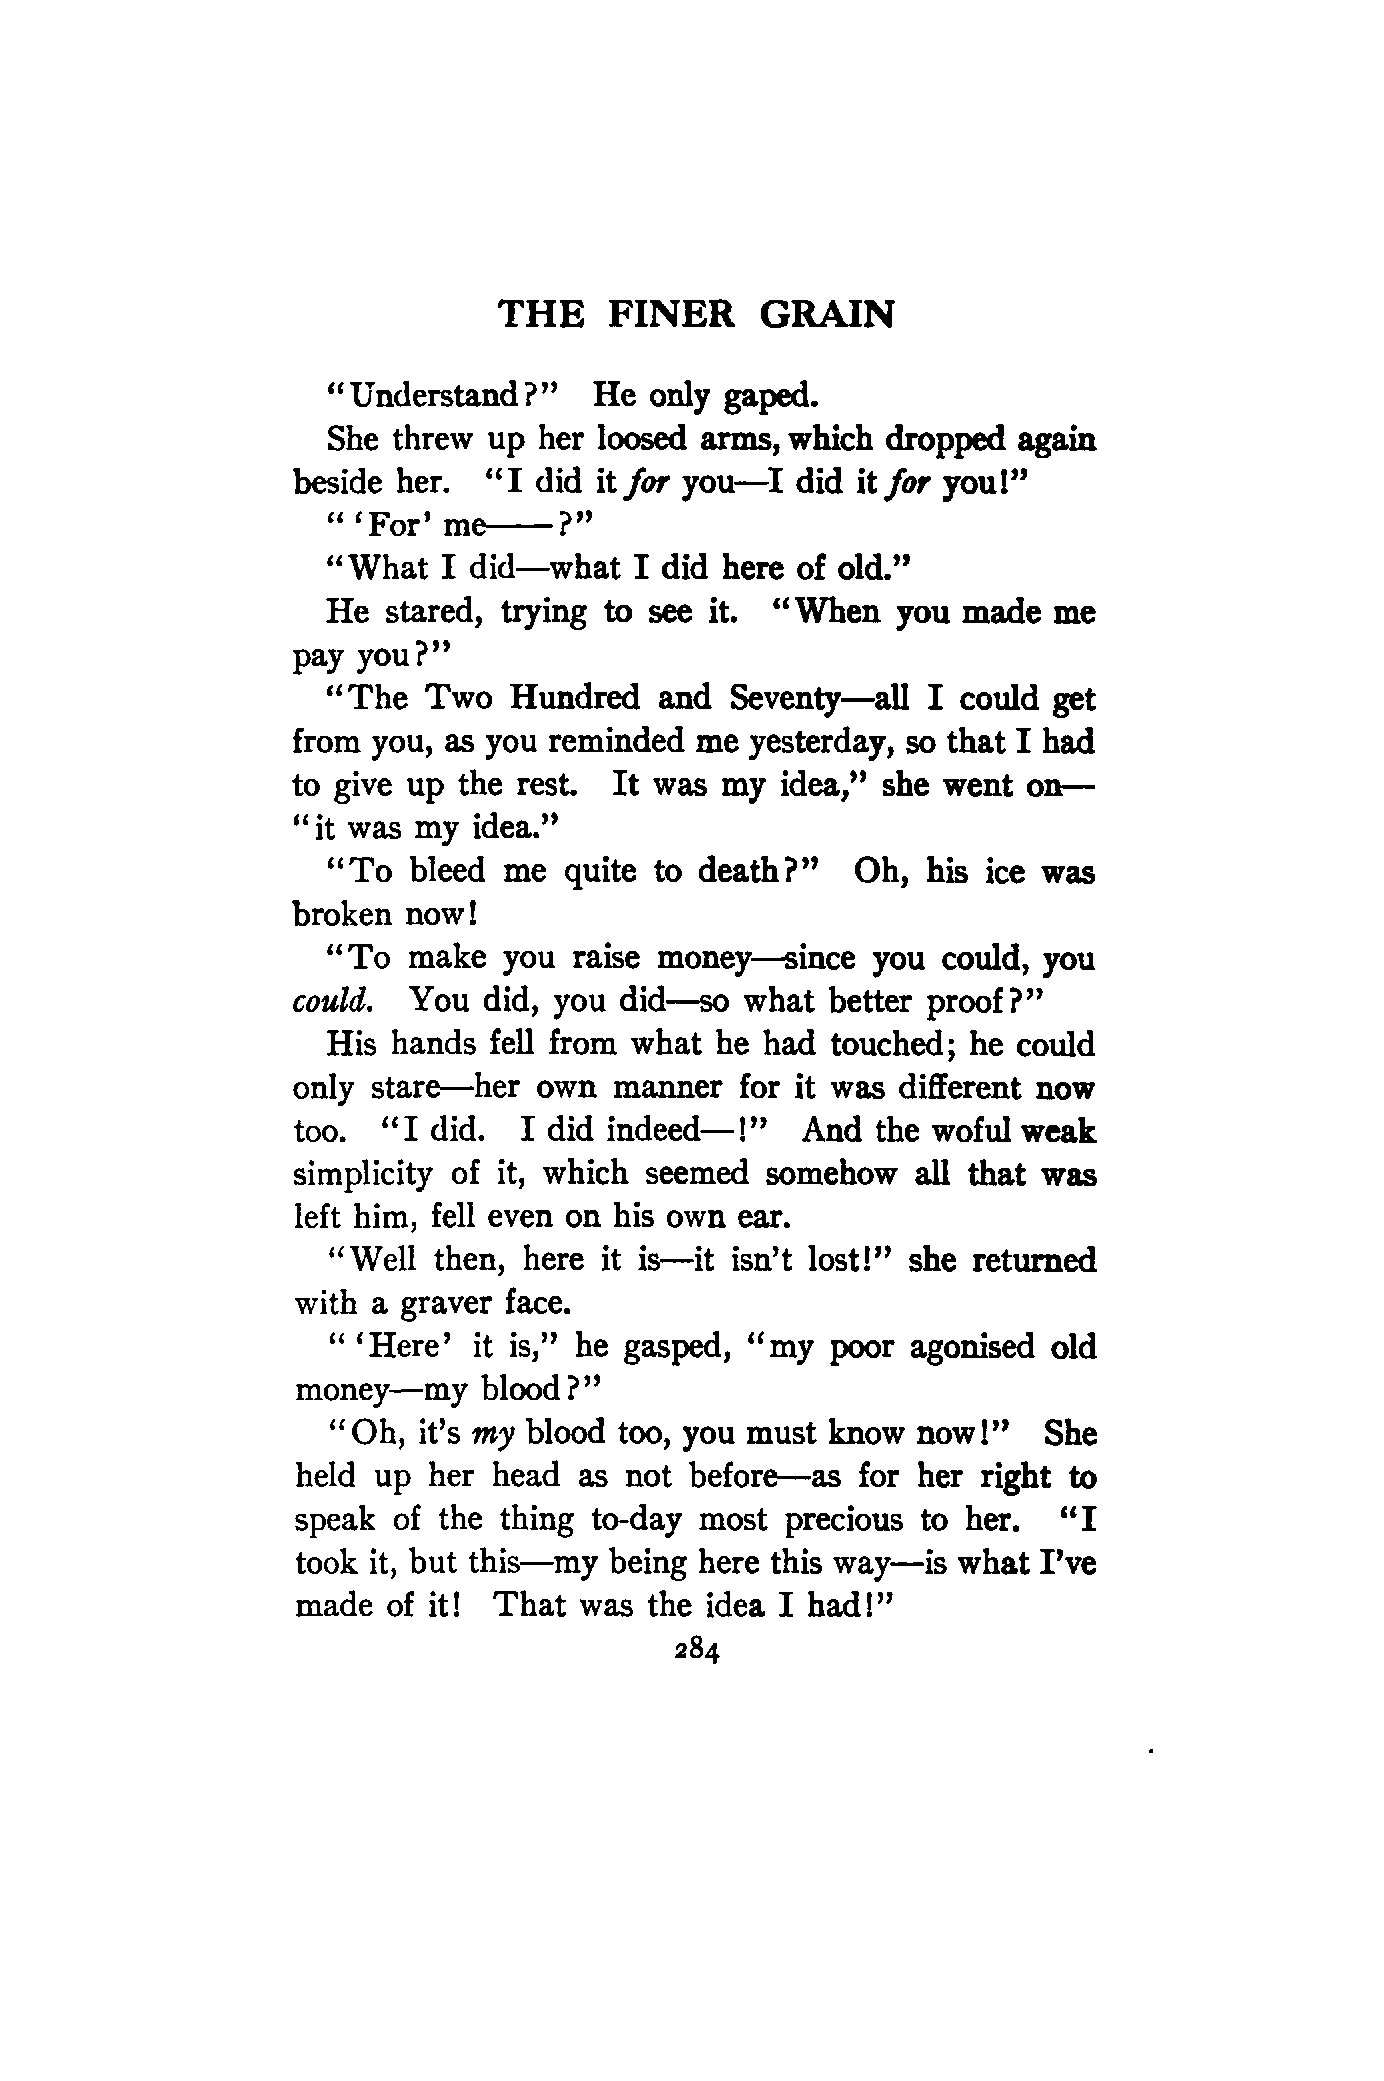 THE FINER GRAIN
"Understand?" He only gaped.
She threw up her loosed arms, which dropped again
beside her. "I did it for you—I did it for you!"
"'For' me——?"
"What I did—what I did here of old."
He stared, trying to see it. "When you made me
pay you?"
"The Two Hundred and Seventy—all I could get
from you, as you reminded me yesterday, so that I had
to give up the rest. It was my idea," she went on—
"it was my idea."
"To bleed me quite to death?" Oh, his ice was
broken now!
"To make you raise money—since you could, you
could. You did, you did—so what better proof?"
His hands fell from what he had touched; he could
only stare—her own manner for it was different now
too. "I did. I did indeed—!" And the woful weak
simplicity of it, which seemed somehow all that was
left him, fell even on his own ear.
"Well then, here it is—it isn't lost!" she returned
with a graver face.
"'Here' it is," he gasped, "my poor agonised old
money—my blood?"
"Oh, it's my blood too, you must know now!" She
held up her head as not before—as for her right to
speak of the thing to-day most precious to her. "I
took it, but this—my being here this way—is what I've
made of it! That was the idea I had!"
284